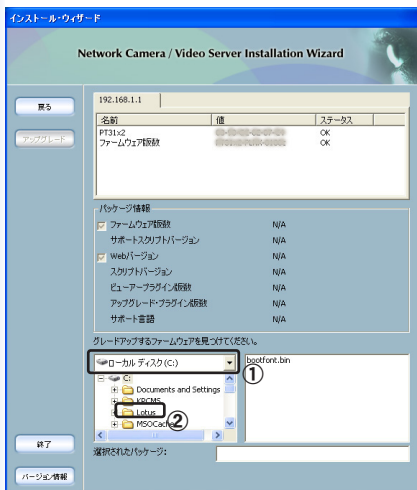 インストール・ウィザード
Network Camera / Video Server Installation Wizard
戻る
アップグレード
192.168.1.1
名前 値 ステータス
PT31x2 OK
ファームウェア版数 OK
パッケージ情報
ファームウェア版数 N/A
サポートスクリプトバージョン N/A
Webバージョン N/A
スクリプトバージョン N/A
ビューアープラグイン版数 N/A
アップグレード・プラグイン版数 N/A
サポート言語 N/A
グレードアップするファームウェアを見つけてください。
ローカル ディスク (C:)
bootfont.bin
①
C:
Documents and Settings
KPCMS
Lotus
②
MSOCache
選択されたパッケージ:
終了
バージョン情報